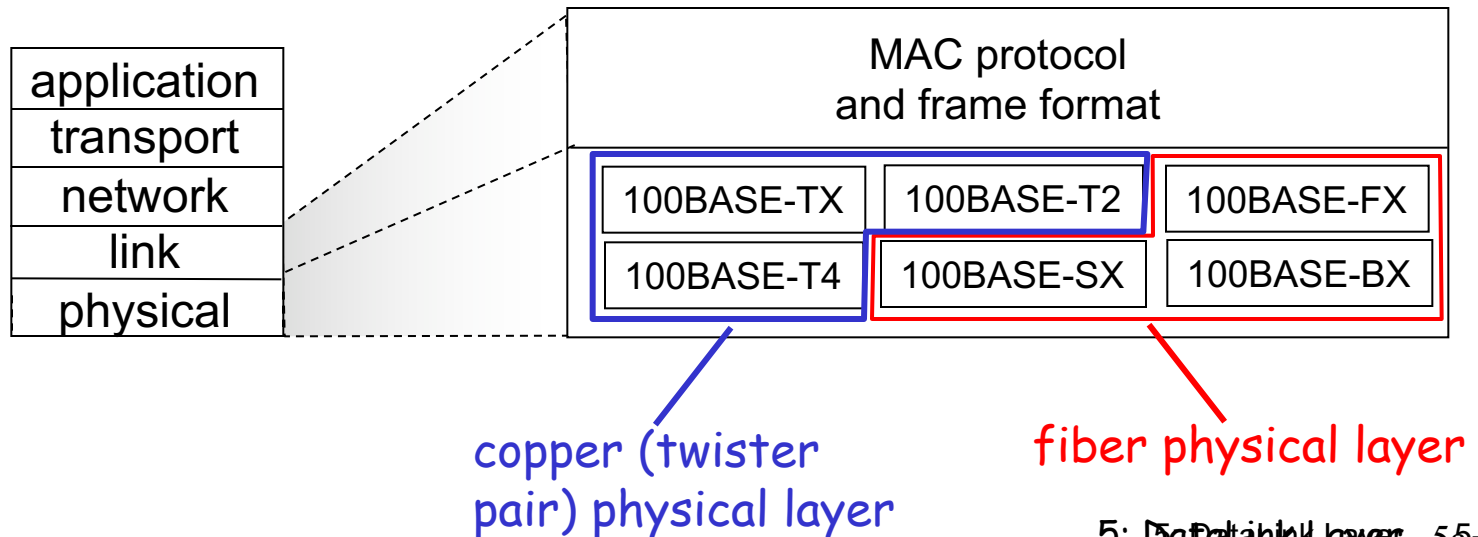 application
transport
network
link
physical
MAC protocol
and frame format
100BASE-TX
100BASE-T2
100BASE-FX
100BASE-T4
100BASE-SX
100BASE-BX
copper (twister
pair) physical layer
fiber physical layer
5: